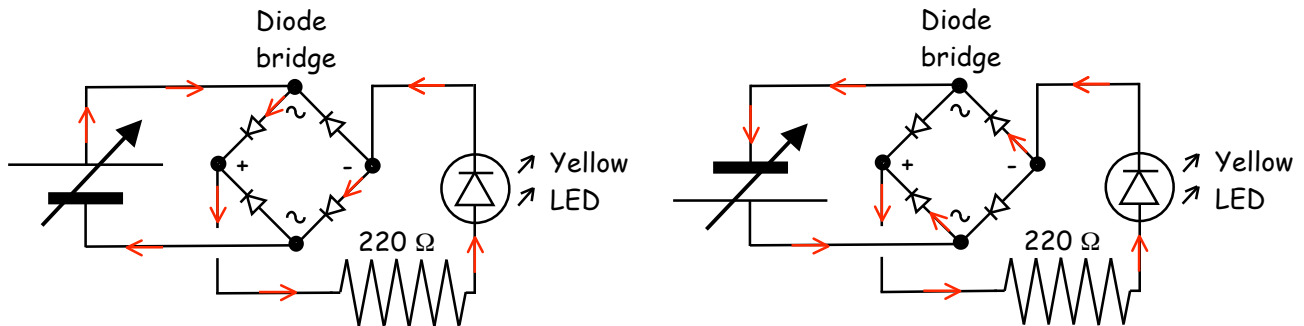 Diode
bridge
~
+
-
~
Yellow
LED
220 Ω
Diode
bridge
~
+
-
~
Yellow
LED
220 Ω